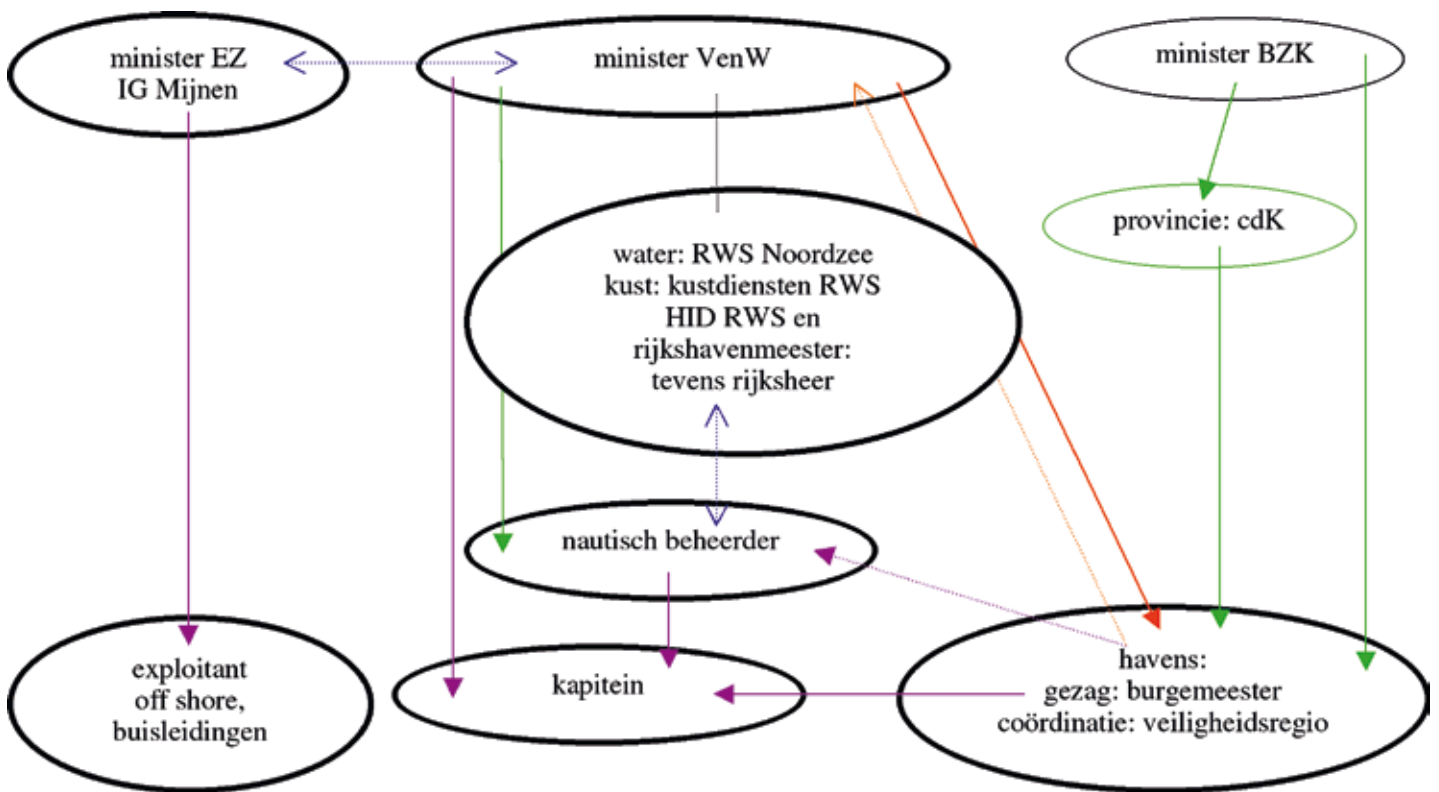 minister EZ
IG Mijnen
minister VenW
minister BZK
provincie: cdK
water: RWS Noordzee
kust: kustdiensten RWS
HID RWS en
rijkshavenmeester:
tevens rijksheer
nautisch beheerder
kapitein
exploitant
off shore,
buisleidingen
havens:
gezag: burgemeester
coördinatie: veiligheidsregio